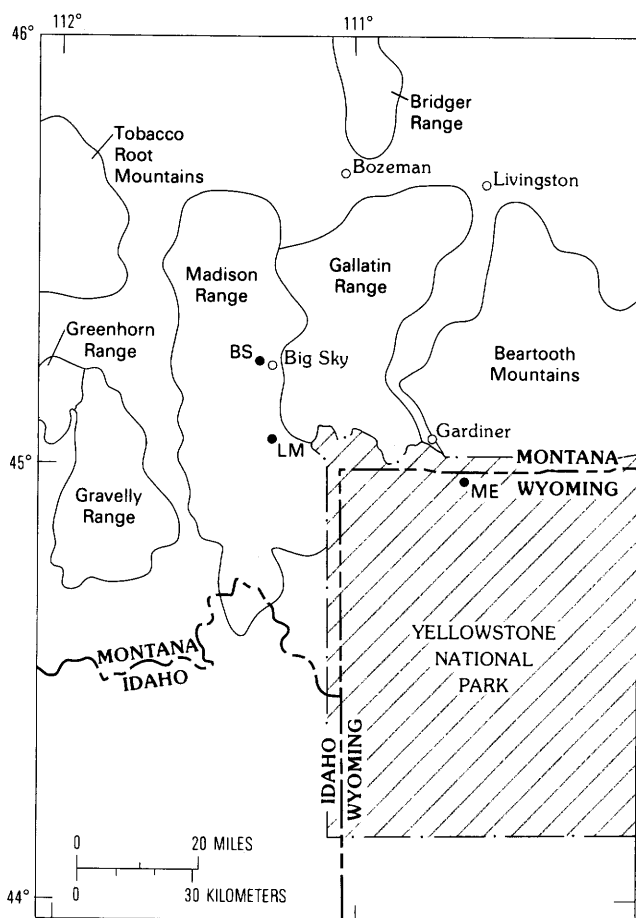 46°
112°
111°
Bridger
Range
Tobacco
Root
Mountains
Bozeman
Livingston
Madison
Range
Gallatin
Range
Greenhorn
Range
BS
Big Sky
Beartooth
Mountains
Gardiner
45°
LM
MONTANA
WYOMING
ME
Gravelly
Range
MONTANA
IDAHO
YELLOWSTONE
NATIONAL
PARK
IDAHO
WYOMING
0 20 MILES
0 30 KILOMETERS
44°